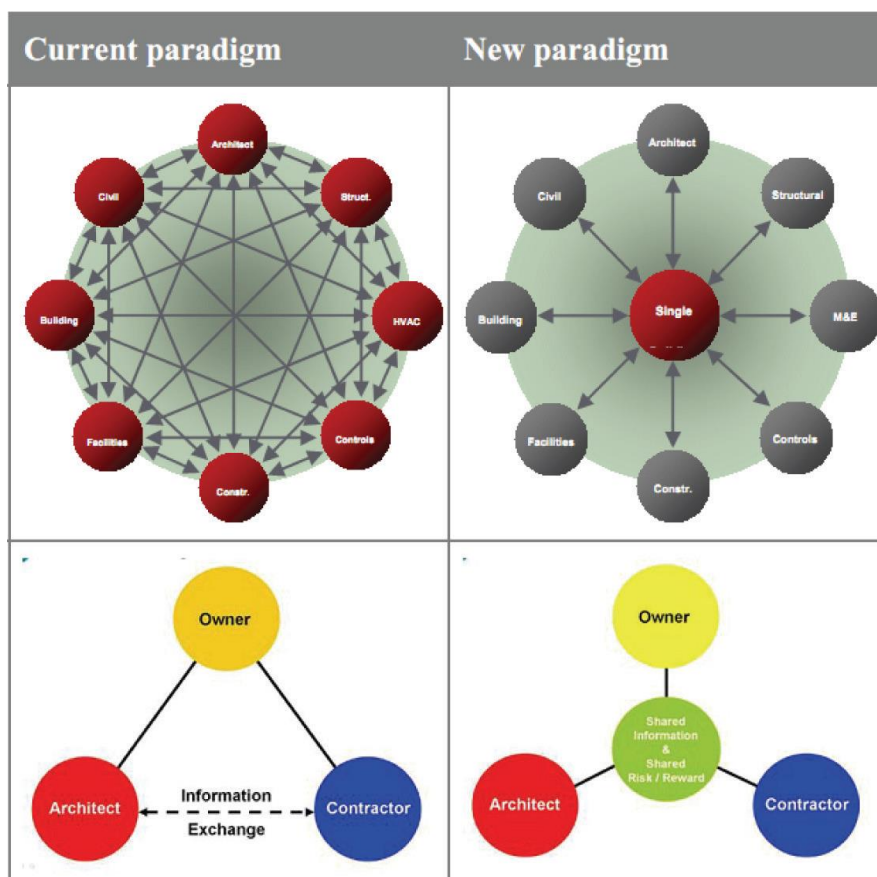 Current paradigm
New paradigm
Architect
Civil
Struct.
Building
HVAC
Facilities
Controls
Constr.
Architect
Civil
Structural
Single
Building
M&E
Facilities
Controls
Constr.
Owner
Architect
Information
Exchange
Contractor
Owner
Shared
Information
&
Shared
Risk / Reward
Architect
Contractor